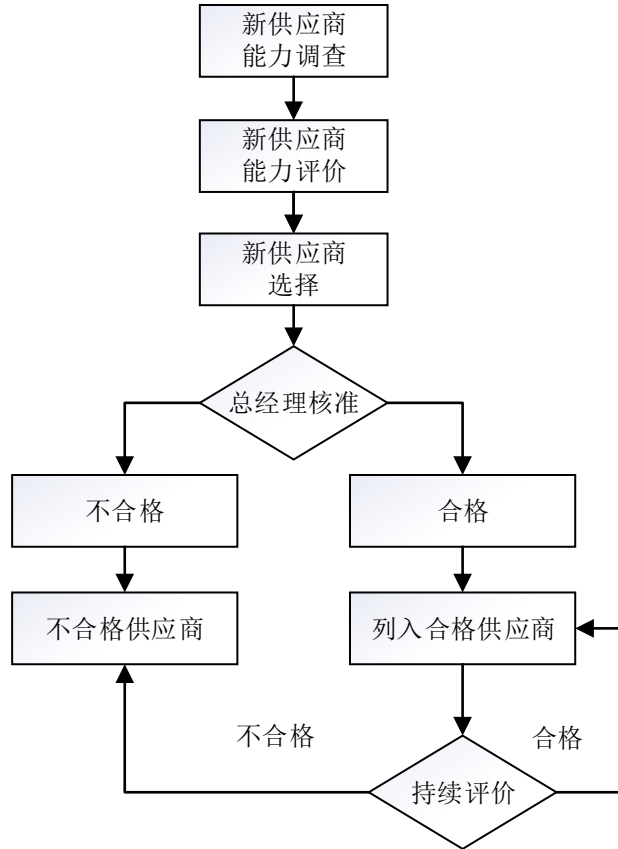 新供应商
能力调查
新供应商
能力评价
新供应商
选择
总经理核准
不合格
合格
不合格供应商
列入合格供应商
不合格
合格
持续评价